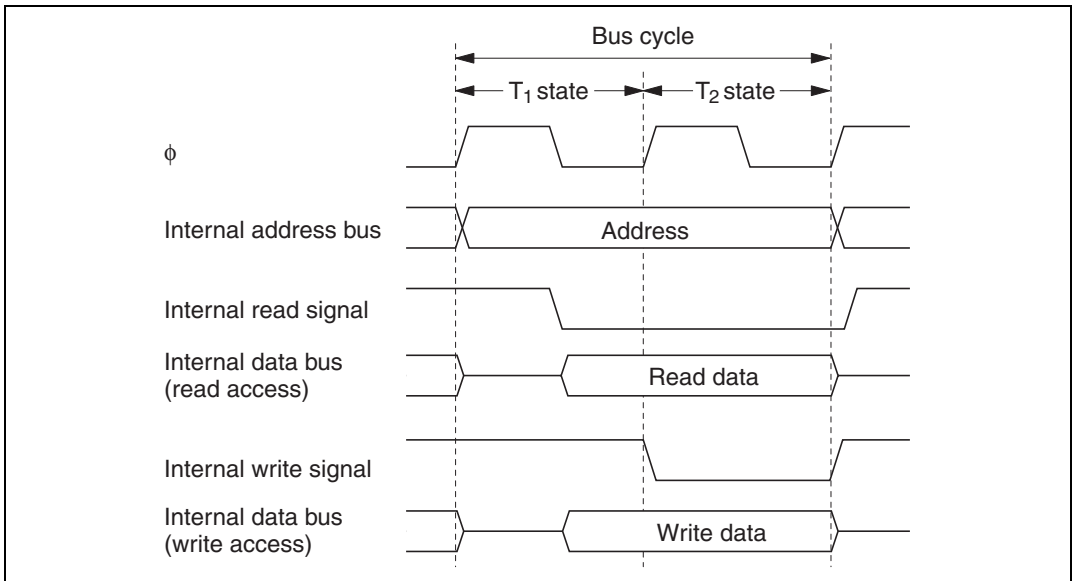 Bus cycle
T1 state
T2 state
ϕ
Internal address bus
Address
Internal read signal
Internal data bus
(read access)
Read data
Internal write signal
Internal data bus
(write access)
Write data